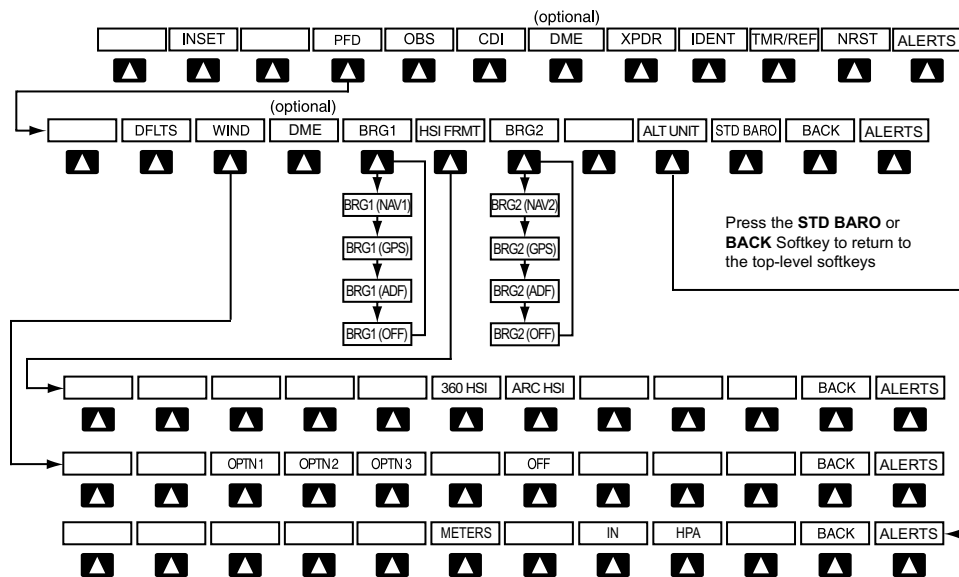 (optional)
INSET PFD OBS CDI DME XPDR IDENT TMR/REF NRST ALERTS
(optional)
DFLTS WIND DME BRG1 HSI FRMT BRG2 ALT UNIT STD BARO BACK ALERTS
BRG1 (NAV1) BRG2 (NAV2)
BRG1 (GPS) BRG2 (GPS)
BRG1 (ADF) BRG2 (ADF)
BRG1 (OFF) BRG2 (OFF)
Press the STD BARO or
BACK Softkey to return to
the top-level softkeys
360 HSI ARC HSI BACK ALERTS
OPTN 1 OPTN 2 OPTN 3 OFF BACK ALERTS
METERS IN HPA BACK ALERTS